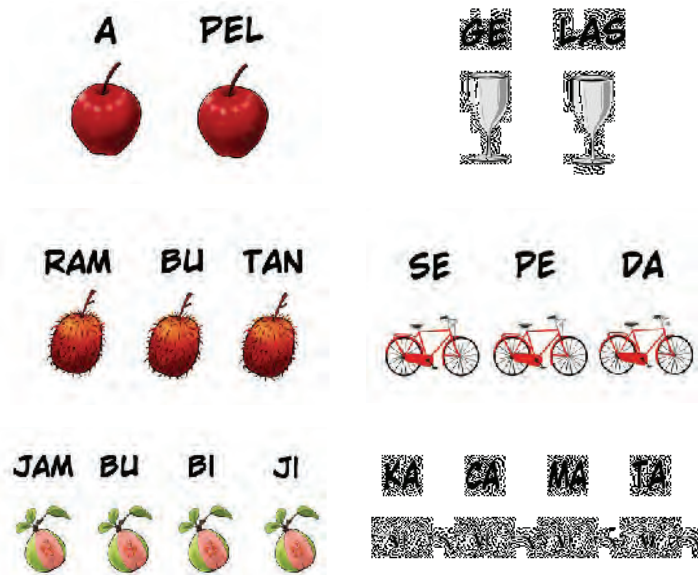 A PEL
GE LAS
RAM BU TAN
SE PE DA
JAM BU BI JI
KA CA MA TA